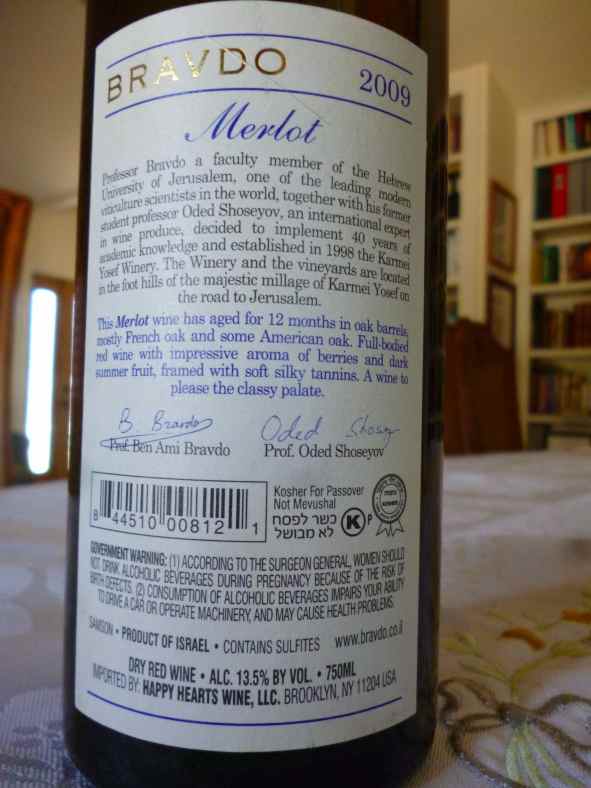 BRAVDO
2009
Merlot
Professor Bravdo a faculty member of the Hebrew
University of Jerusalem, one of the leading modern
viticulture scientists in the world, together with his former
student professor Oded Shoseyov, an international expert
in wine produce, decided to implement 40 years of
academic knowledge and established in 1998 the Karmei
Yosef Winery. The Winery and the vineyards are located
in the foot hills of the majestic millage of Karmei Yosef on
the road to Jerusalem.
This Merlot wine has aged for 12 months in oak barrels,
mostly French oak and some American oak. Full-bodied
red wine with impressive aroma of berries and dark
summer fruit, framed with soft silky tannins. A wine to
please the classy palate.
B. Bravdo Oded Shosey
Prof. Ben Ami Bravdo Prof. Oded Shoseyov
8 44510 00812 1
Kosher For Passover
Not Mevushal
כשר לפסח
לא מבושל
K P
GOVERNMENT WARNING: (1) ACCORDING TO THE SURGEON GENERAL, WOMEN SHOULD
NOT DRINK ALCOHOLIC BEVERAGES DURING PREGNANCY BECAUSE OF THE RISK OF
BIRTH DEFECTS. (2) CONSUMPTION OF ALCOHOLIC BEVERAGES IMPAIRS YOUR ABILITY
TO DRIVE A CAR OR OPERATE MACHINERY, AND MAY CAUSE HEALTH PROBLEMS.
SAMSON • PRODUCT OF ISRAEL • CONTAINS SULFITES www.bravdo.co.il
DRY RED WINE • ALC. 13.5% BY VOL. • 750ML
IMPORTED BY: HAPPY HEARTS WINE, LLC. BROOKLYN, NY 11204 USA